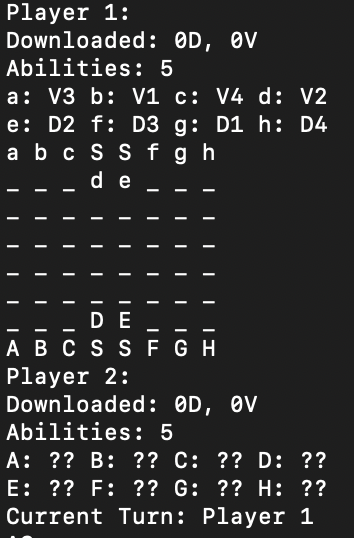 Player 1:
Downloaded: 0D, 0V
Abilities: 5
a: V3 b: V1 c: V4 d: V2
e: D2 f: D3 g: D1 h: D4
a b c S S f g h
_ _ _ d e _ _ _
_ _ _ _ _ _ _ _
_ _ _ _ _ _ _ _
_ _ _ _ _ _ _ _
_ _ _ _ _ _ _ _
_ _ _ D E _ _ _
A B C S S F G H
Player 2:
Downloaded: 0D, 0V
Abilities: 5
A: ?? B: ?? C: ?? D: ??
E: ?? F: ?? G: ?? H: ??
Current Turn: Player 1